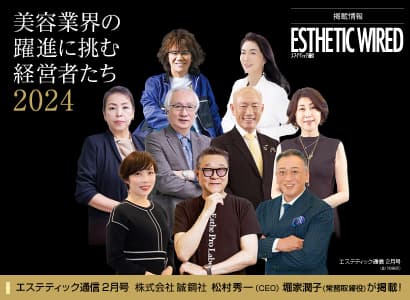 美容業界の
躍進に挑む
経営者たち
2024
掲載情報
ESTHETIC WIRED
Esthe Pro Labo
エステティック通信 2月号
エステティック通信 2月号 株式会社 誠鋼社 松村 秀一 (CEO) 堀家潤子(常務取締役)が掲載!